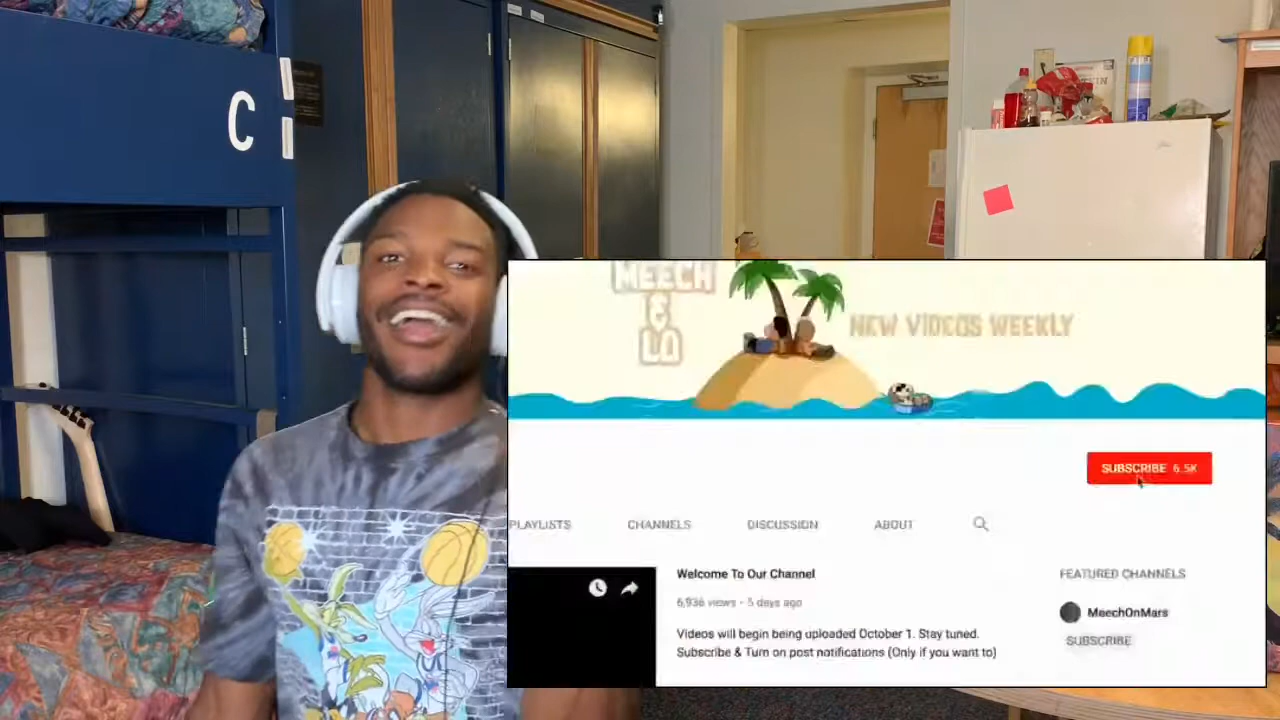 C
MEECH
&
LO
NEW VIDEOS WEEKLY
SUBSCRIBE 6.5K
PLAYLISTS CHANNELS DISCUSSION ABOUT
Welcome To Our Channel
6,936 views • 5 days ago
Videos will begin being uploaded October 1. Stay tuned.
Subscribe & Turn on post notifications (Only if you want to)
FEATURED CHANNELS
MeechOnMars
SUBSCRIBE